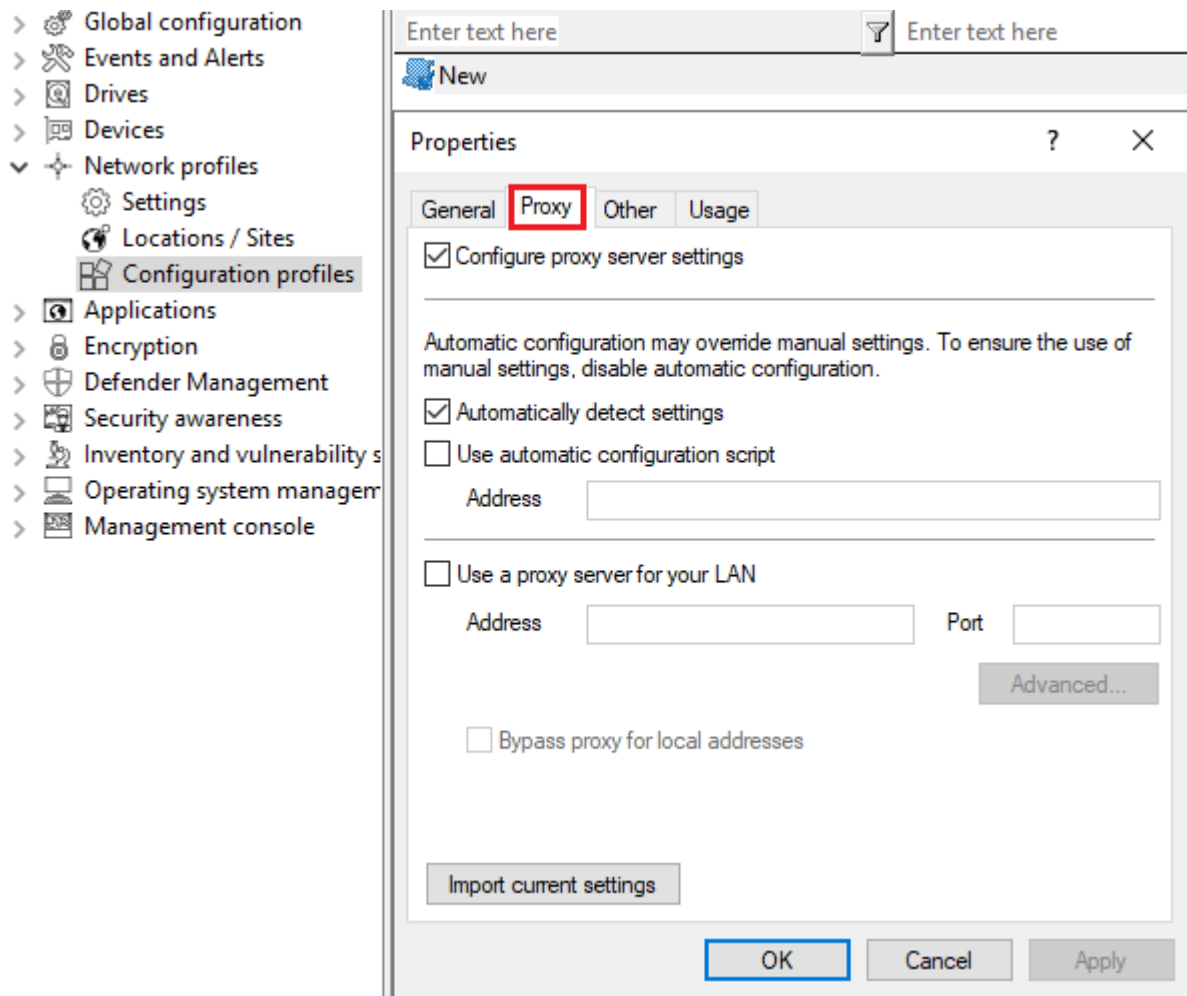 Global configuration
Events and Alerts
Drives
Devices
Network profiles
Settings
Locations / Sites
Configuration profiles
Applications
Encryption
Defender Management
Security awareness
Inventory and vulnerability s
Operating system managem
Management console
Enter text here
Enter text here
New
Properties
?
General Proxy Other Usage
Configure proxy server settings
Automatic configuration may override manual settings. To ensure the use of
manual settings, disable automatic configuration.
Automatically detect settings
Use automatic configuration script
Address
Use a proxy server for your LAN
Address Port
Advanced...
Bypass proxy for local addresses
Import current settings
OK Cancel Apply